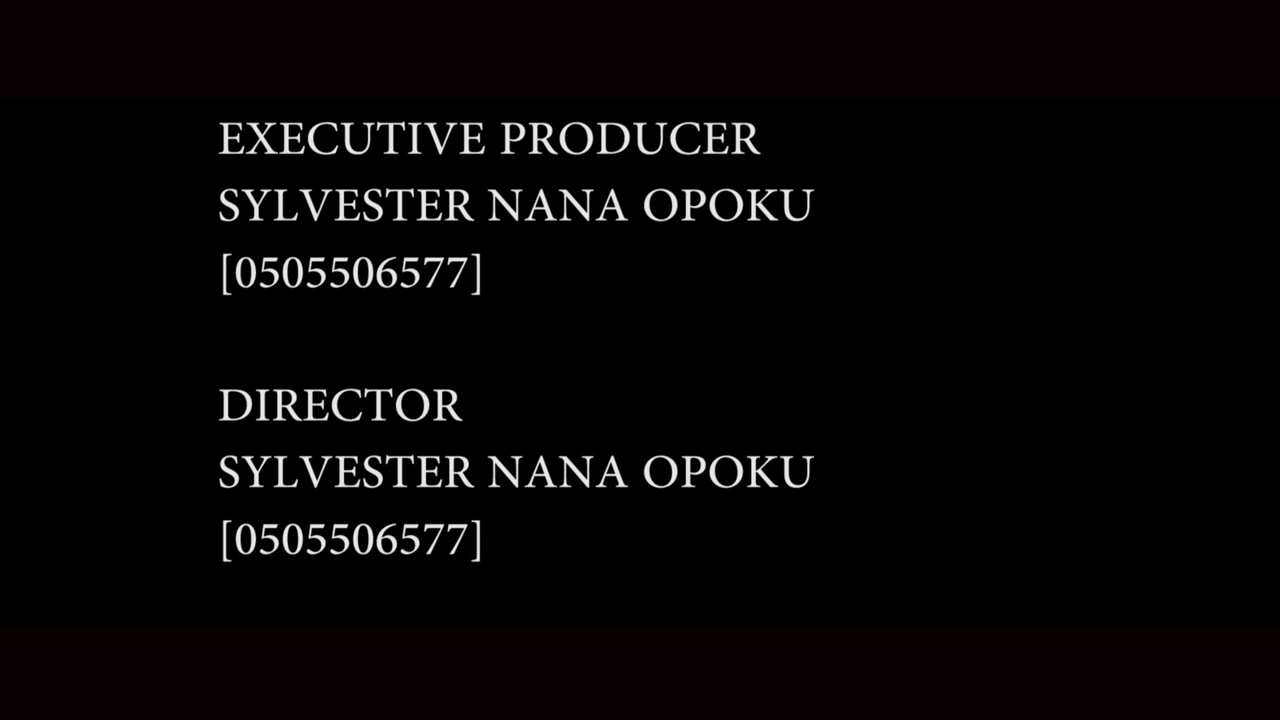 EXECUTIVE PRODUCER
SYLVESTER NANA OPOKU
[0505506577]
DIRECTOR
SYLVESTER NANA OPOKU
[0505506577]